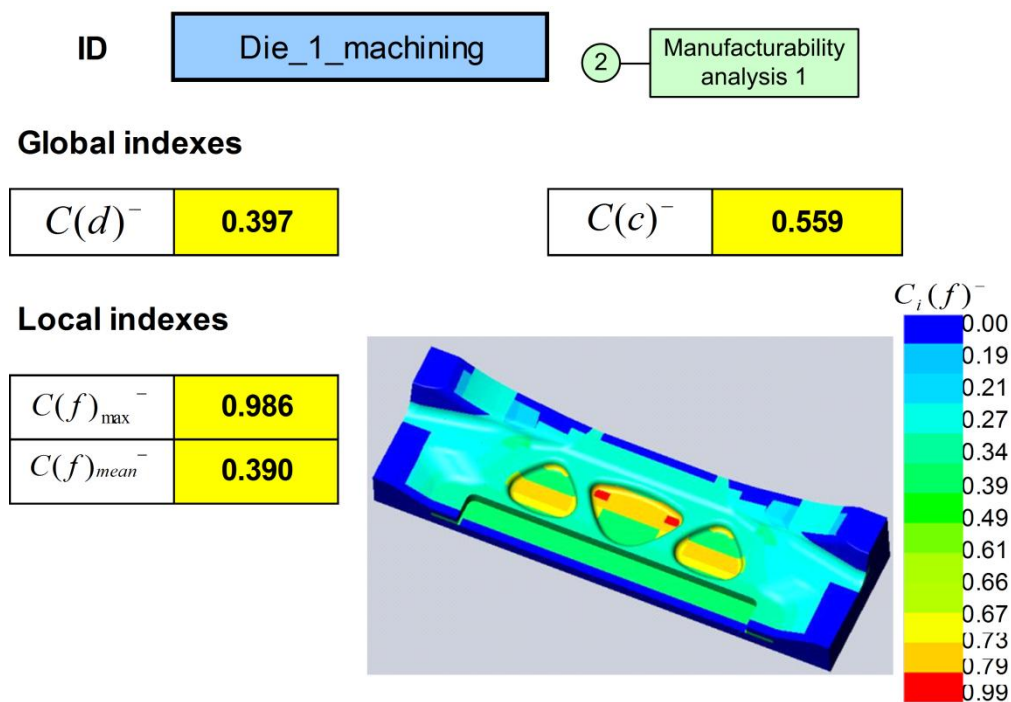 ID
Die_1_machining
2
Manufacturability
analysis 1
Global indexes
C(d)⁻
0.397
C(c)⁻
0.559
Local indexes
C(f)max⁻
0.986
C(f)mean⁻
0.390
Cᵢ(f)⁻
0.00
0.19
0.21
0.27
0.34
0.39
0.49
0.61
0.66
0.67
0.73
0.79
0.99